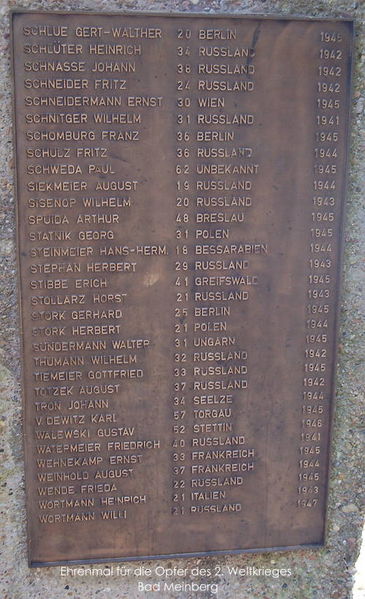 SCHLUE GERT-WALTHER 20 BERLIN 1945
SCHLÜTER HEINRICH 34 RUSSLAND 1942
SCHNASSE JOHANN 38 RUSSLAND 1942
SCHNEIDER FRITZ 24 RUSSLAND 1942
SCHNEIDERMANN ERNST 30 WIEN 1945
SCHNITGER WILHELM 31 RUSSLAND 1941
SCHOMBURG FRANZ 36 BERLIN 1945
SCHULZ FRITZ 36 RUSSLAND 1944
SCHWEDA PAUL 62 UNBEKANNT 1945
SIEKMEIER AUGUST 19 RUSSLAND 1944
SISENOP WILHELM 20 RUSSLAND 1943
SPUIDA ARTHUR 48 BRESLAU 1945
STATNIK GEORG 31 POLEN 1945
STEINMEIER HANS-HERM. 18 BESSARABIEN 1944
STEPHAN HERBERT 29 RUSSLAND 1943
STIBBE ERICH 41 GREIFSWALD 1945
STOLLARZ HORST 21 RUSSLAND 1943
STORK GERHARD 25 BERLIN 1945
STORK HERBERT 21 POLEN 1944
SUNDERMANN WALTER 31 UNGARN 1945
THUMANN WILHELM 32 RUSSLAND 1942
TIEMEIER GOTTFRIED 33 RUSSLAND 1945
TOTZEK AUGUST 37 RUSSLAND 1942
TRON JOHANN 34 SEELZE 1944
V.DEWITZ KARL 57 TORGAU 1945
WALEWSKI GUSTAV 52 STETTIN 1946
WATERMEIER FRIEDRICH 40 RUSSLAND 1941
WEHNEKAMP ERNST 33 FRANKREICH 1945
WEINHOLD AUGUST 37 FRANKREICH 1944
WENDE FRIEDA 22 RUSSLAND 1945
WORTMANN HEINRICH 21 ITALIEN 1943
WORTMANN WILLI 21 RUSSLAND 1947
Ehrenmal für die Opfer des 2. Weltkrieges
Bad Meinberg